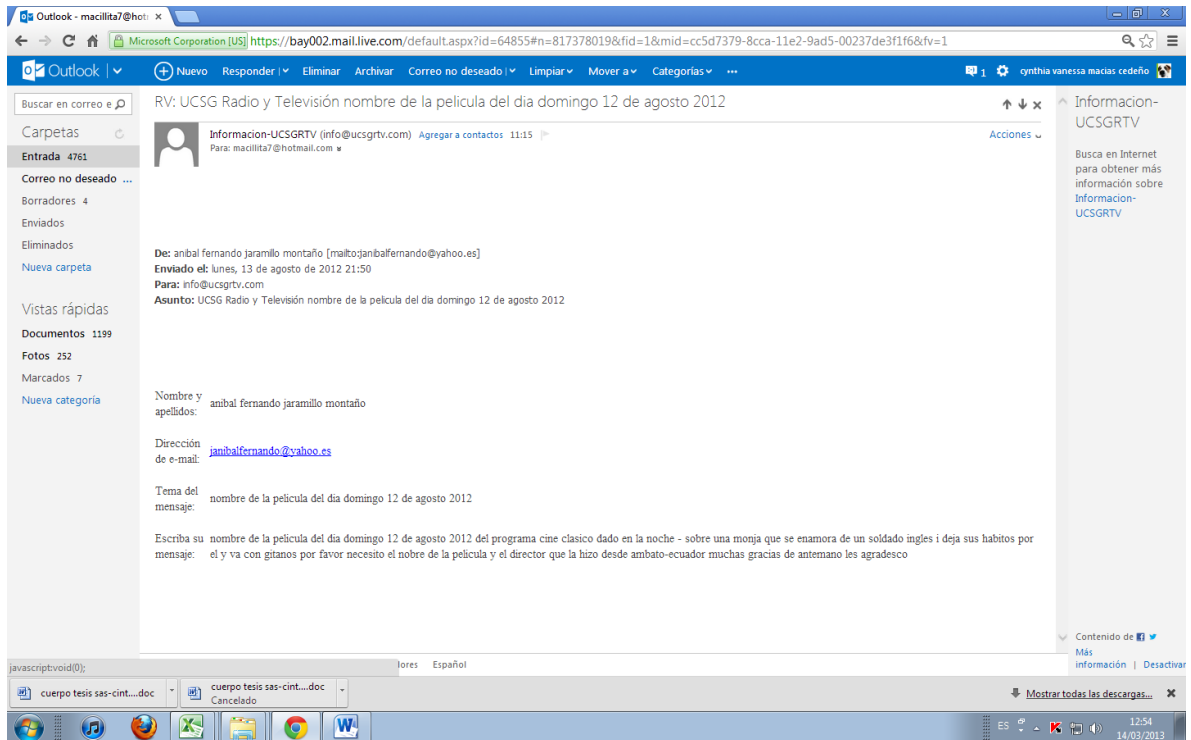 Outlook - macillita7@hot
Microsoft Corporation [US] https://bay002.mail.live.com/default.aspx?id=64855#n=817378019&fid=1&mid=cc5d7379-8cca-11e2-9ad5-00237de3f1f6&fv=1
Outlook Nuevo Responder Eliminar Archivar Correo no deseado Limpiar Mover a Categorías ••• 1 cynthia vanessa macias cedeño
Buscar en correo e
Carpetas
Entrada 4761
Correo no deseado ...
Borradores 4
Enviados
Eliminados
Nueva carpeta
Vistas rápidas
Documentos 1199
Fotos 252
Marcados 7
Nueva categoría
RV: UCSG Radio y Televisión nombre de la pelicula del dia domingo 12 de agosto 2012
Informacion-UCSGRTV (info@ucsgrtv.com) Agregar a contactos 11:15
Para: macillita7@hotmail.com
Acciones
De: anibal fernando jaramillo montaño [mailto:janibalfernando@yahoo.es]
Enviado el: lunes, 13 de agosto de 2012 21:50
Para: info@ucsgrtv.com
Asunto: UCSG Radio y Televisión nombre de la pelicula del dia domingo 12 de agosto 2012
Nombre y apellidos: anibal fernando jaramillo montaño
Dirección de e-mail: janibalfernando@yahoo.es
Tema del mensaje: nombre de la pelicula del dia domingo 12 de agosto 2012
Escriba su mensaje: nombre de la pelicula del dia domingo 12 de agosto 2012 del programa cine clasico dado en la noche - sobre una monja que se enamora de un soldado ingles i deja sus habitos por
el y va con gitanos por favor necesito el nobre de la pelicula y el director que la hizo desde ambato-ecuador muchas gracias de antemano les agradesco
Informacion-
UCSGRTV
Busca en Internet
para obtener más
información sobre
Informacion-
UCSGRTV
Contenido de
Más
información | Desactivar
javascript:void(0);
lores Español
cuerpo tesis sas-cint....doc
cuerpo tesis sas-cint....doc
Cancelado
Mostrar todas las descargas...
ES 12:54
14/03/2013